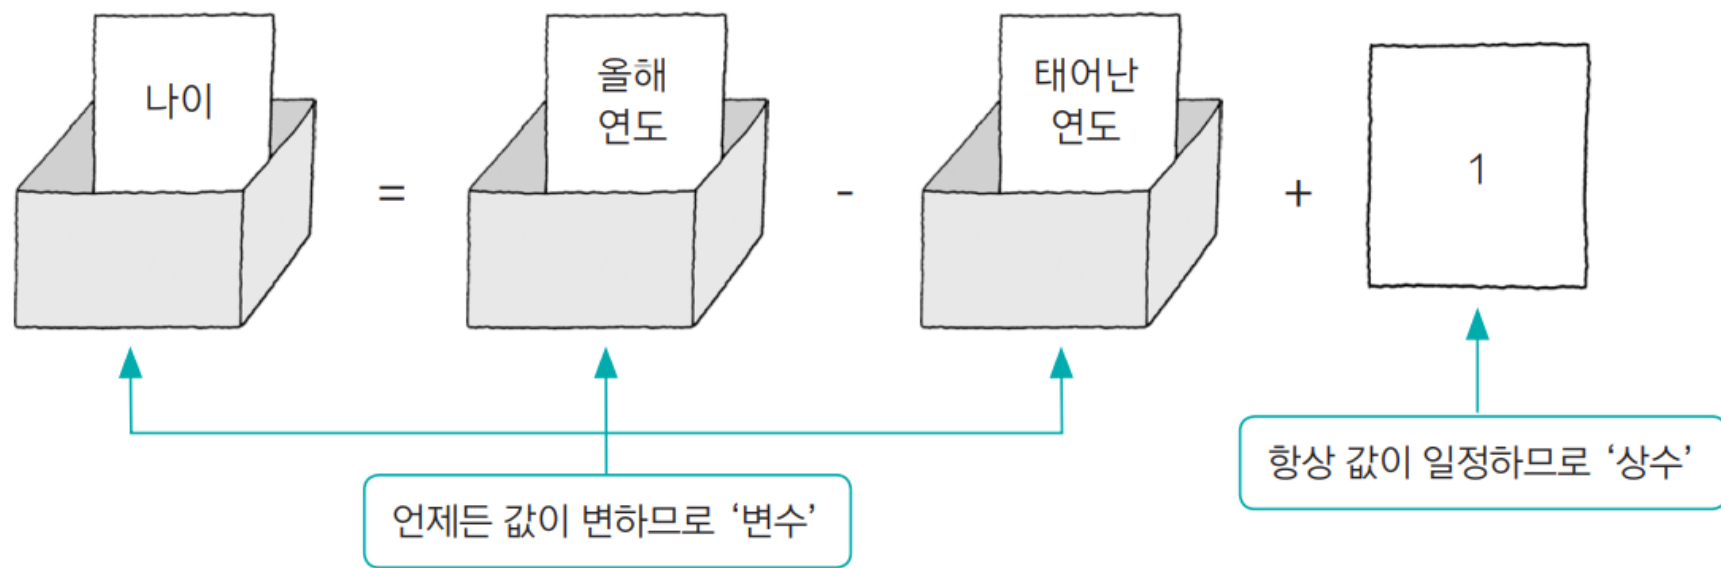 나이
=
올해
연도
-
태어난
연도
+
1
언제든 값이 변하므로 ‘변수’
항상 값이 일정하므로 ‘상수’